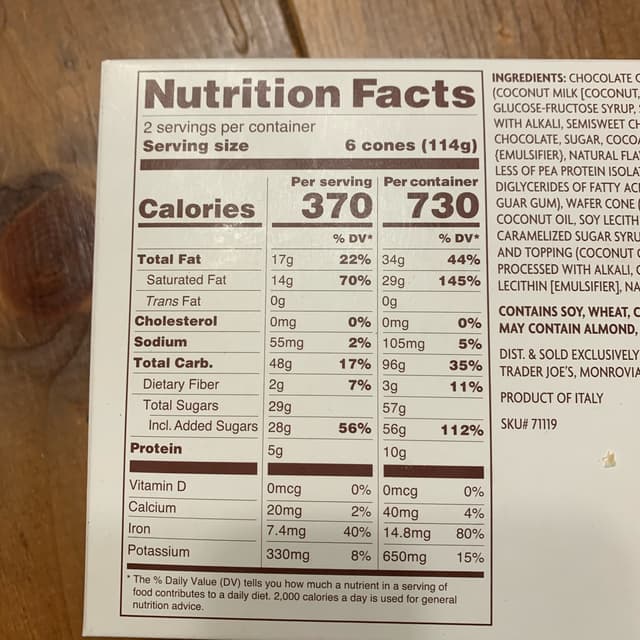 Nutrition Facts
2 servings per container
Serving size 6 cones (114g)
Per serving Per container
Calories 370 730
% DV* % DV*
Total Fat 17g 22% 34g 44%
Saturated Fat 14g 70% 29g 145%
Trans Fat 0g 0g
Cholesterol 0mg 0% 0mg 0%
Sodium 55mg 2% 105mg 5%
Total Carb. 48g 17% 96g 35%
Dietary Fiber 2g 7% 3g 11%
Total Sugars 29g 57g
Incl. Added Sugars 28g 56% 56g 112%
Protein 5g 10g
Vitamin D 0mcg 0% 0mcg 0%
Calcium 20mg 2% 40mg 4%
Iron 7.4mg 40% 14.8mg 80%
Potassium 330mg 8% 650mg 15%
* The % Daily Value (DV) tells you how much a nutrient in a serving of
food contributes to a daily diet. 2,000 calories a day is used for general
nutrition advice.
INGREDIENTS: CHOCOLATE
(COCONUT MILK [COCONUT,
GLUCOSE-FRUCTOSE SYRUP,
WITH ALKALI, SEMISWEET
CHOCOLATE, SUGAR,
(EMULSIFIER), NATURAL
LESS OF PEA PROTEIN
DIGLYCERIDES OF FATTY
GUAR GUM), WAFER CONE
COCONUT OIL, SOY
CARAMELIZED SUGAR
AND TOPPING (COCONUT
PROCESSED WITH ALKALI,
LECITHIN [EMULSIFIER],
CONTAINS SOY, WHEAT,
MAY CONTAIN ALMOND,
DIST. & SOLD EXCLUSIVELY
TRADER JOE'S, MONROVIA
PRODUCT OF ITALY
SKU# 71119